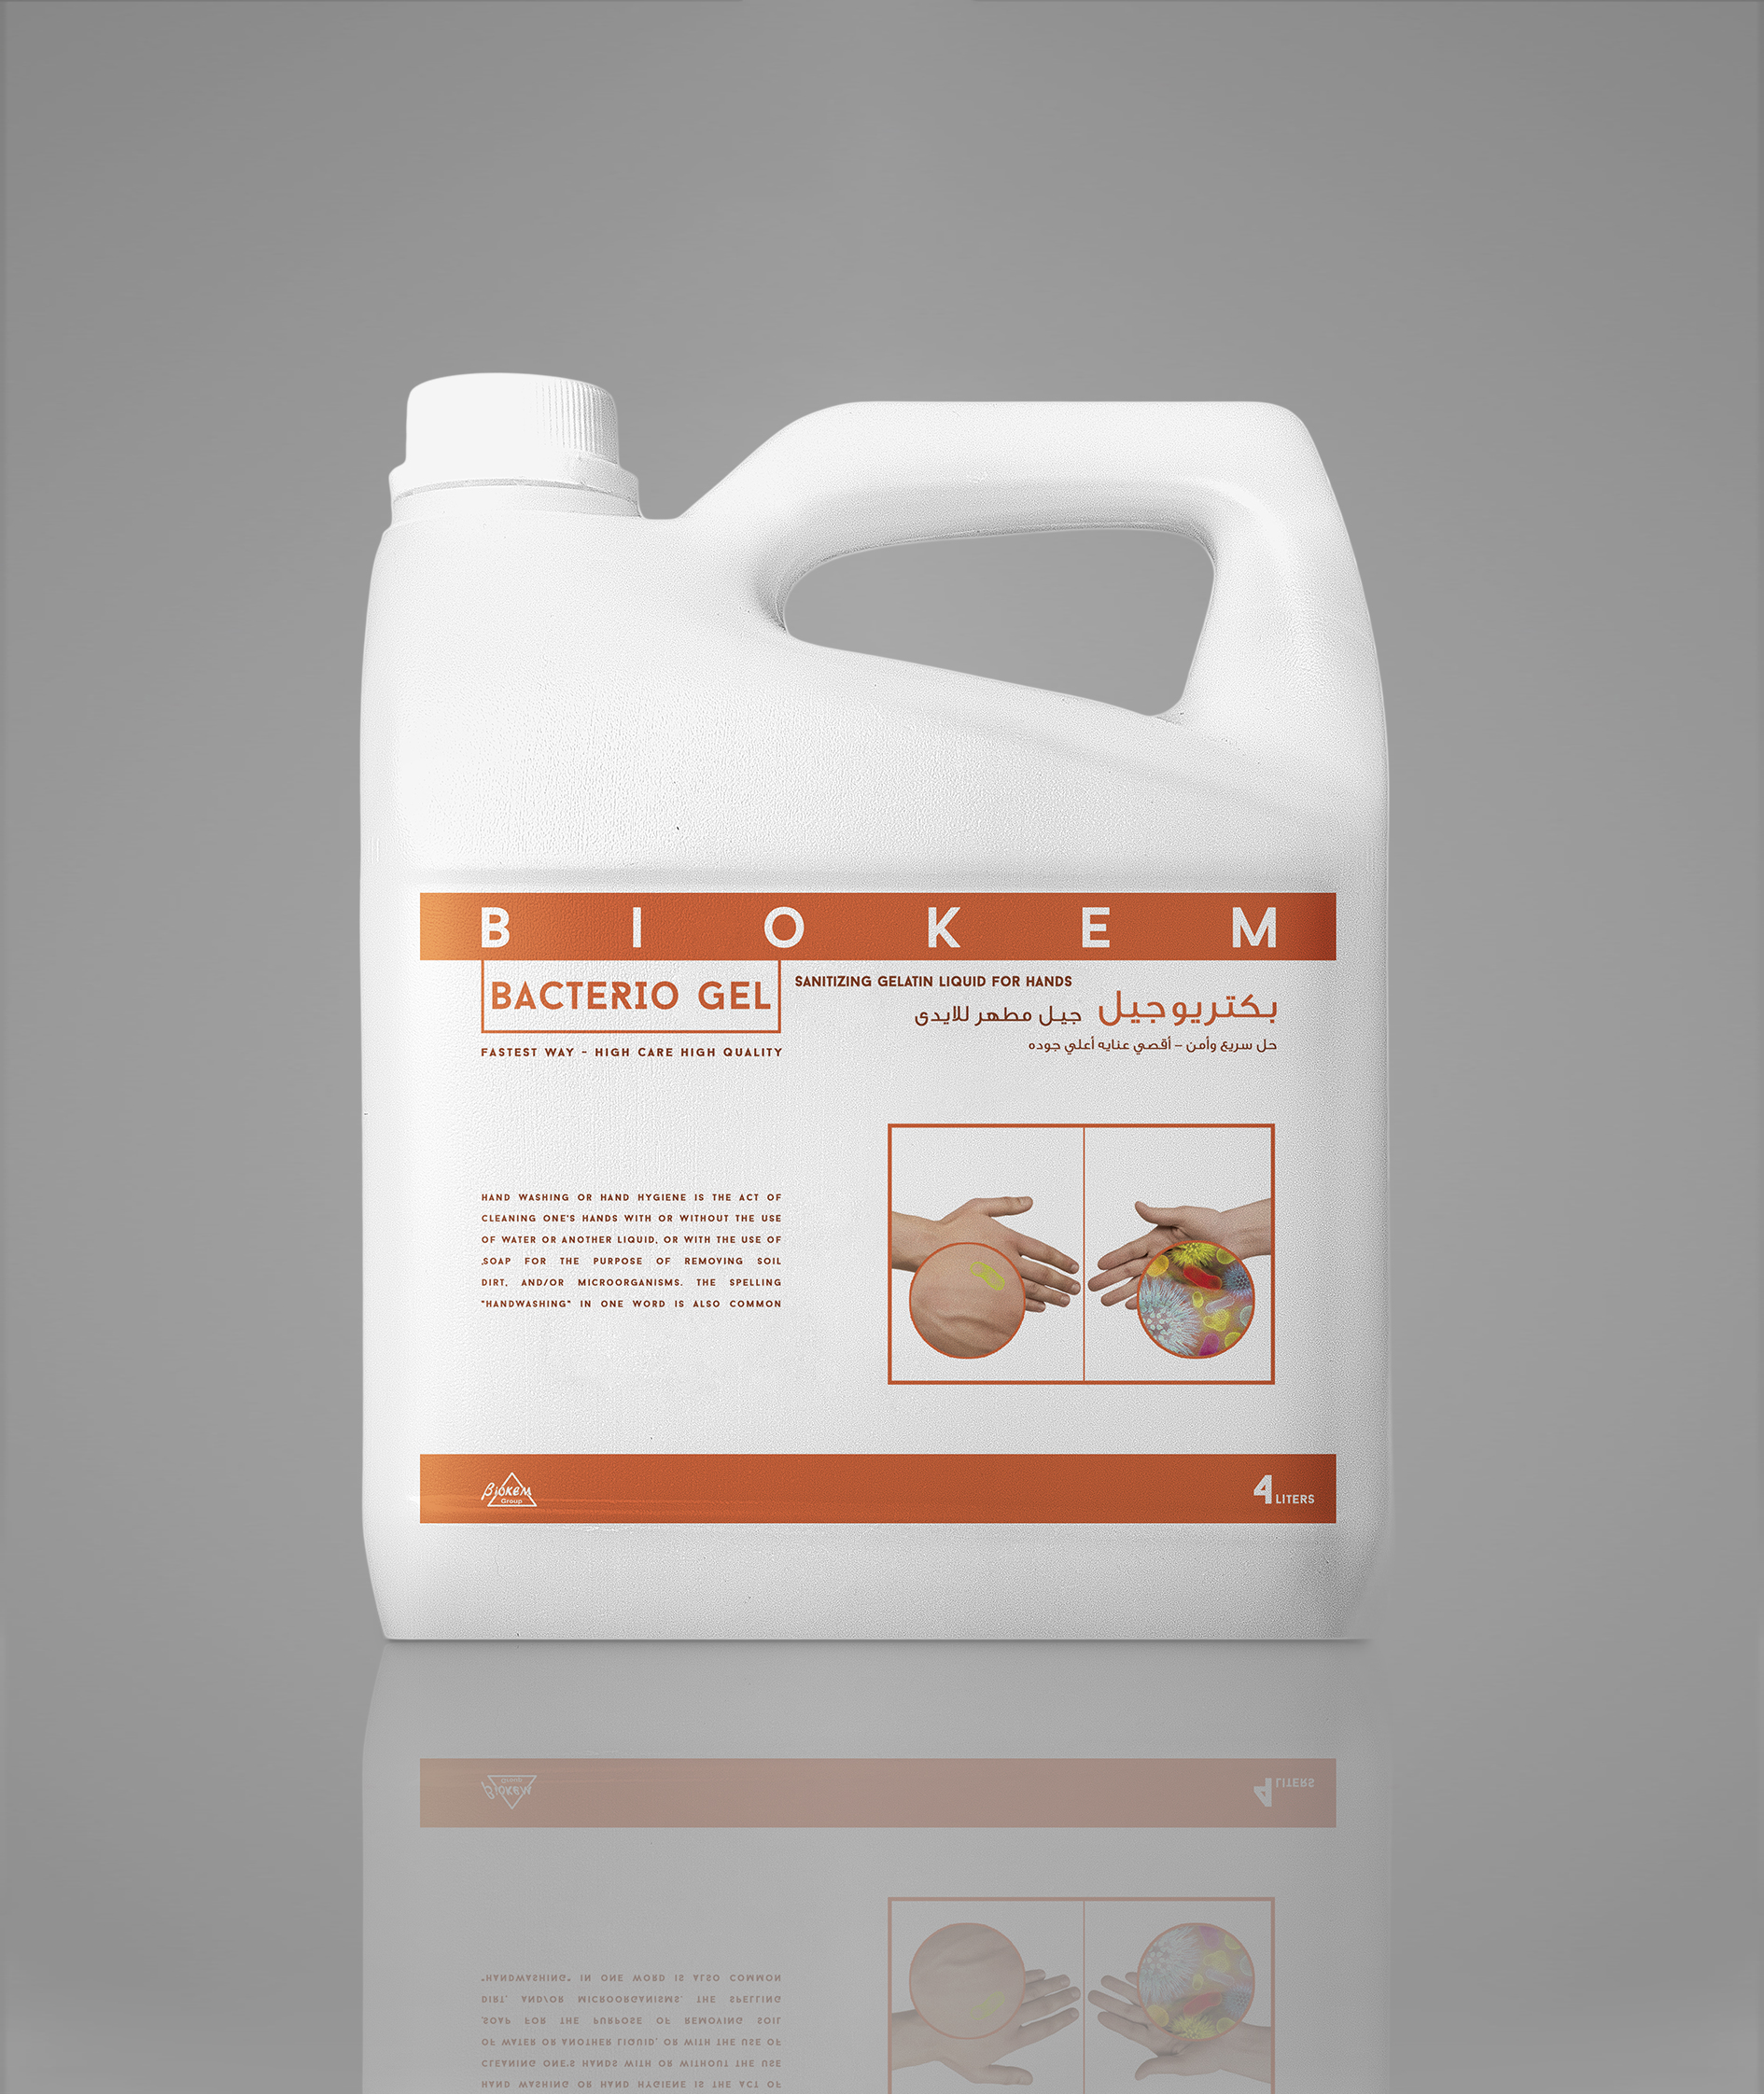 BIOKEM
BACTERIO GEL
SANITIZING GELATIN LIQUID FOR HANDS
بكتريوجيل جيل مطهر للايدى
FASTEST WAY - HIGH CARE HIGH QUALITY
حل سريع وأمن – أقصي عنايه أعلي جوده
HAND WASHING OR HAND HYGIENE IS THE ACT OF
CLEANING ONE'S HANDS WITH OR WITHOUT THE USE
OF WATER OR ANOTHER LIQUID, OR WITH THE USE OF
,SOAP FOR THE PURPOSE OF REMOVING SOIL
DIRT, AND/OR MICROORGANISMS. THE SPELLING
"HANDWASHING" IN ONE WORD IS ALSO COMMON
Biokem
Group
4 LITERS